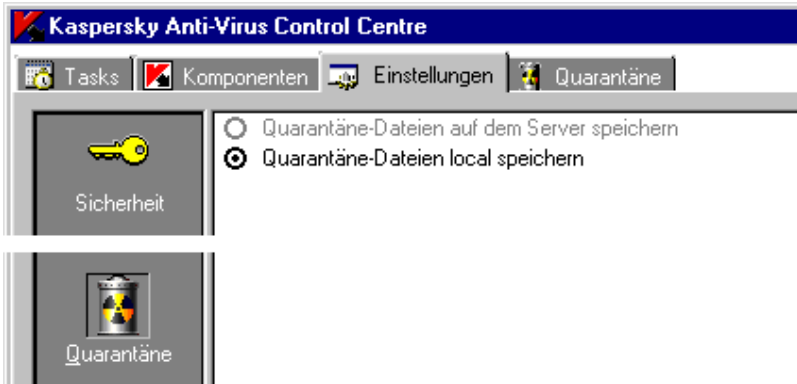 Kaspersky Anti-Virus Control Centre
Tasks Komponenten Einstellungen Quarantäne
Quarantäne-Dateien auf dem Server speichern
Quarantäne-Dateien local speichern
Sicherheit
Quarantäne